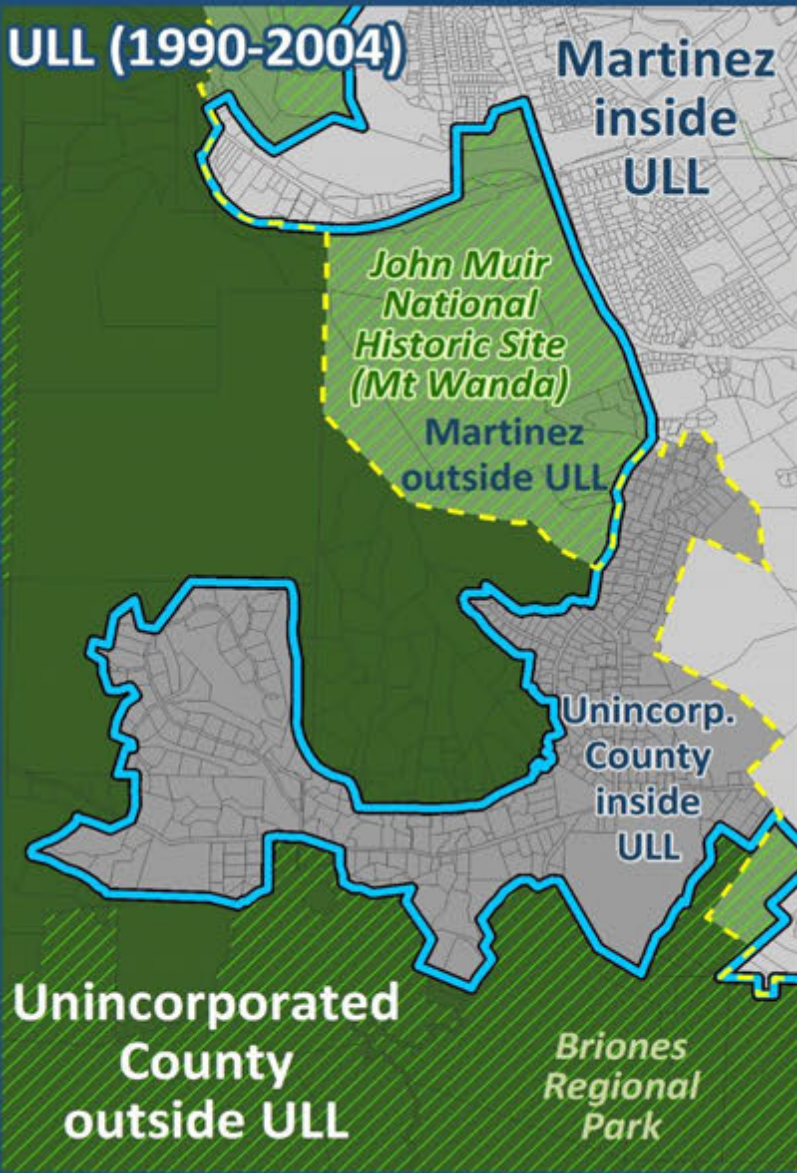 ULL (1990-2004)
Martinez
inside
ULL
John Muir
National
Historic Site
(Mt Wanda)
Martinez
outside ULL
Unincorp.
County
inside
ULL
Unincorporated
County
outside ULL
Briones
Regional
Park